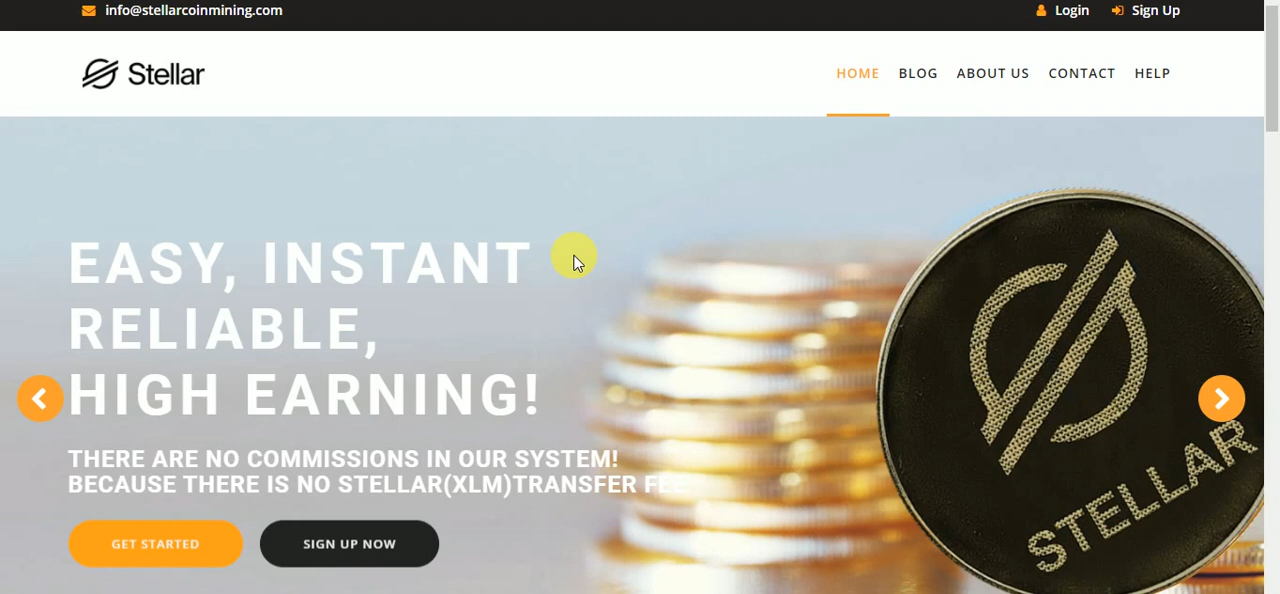 info@stellarcoinmining.com
Login
Sign Up
Stellar
HOME
BLOG
ABOUT US
CONTACT
HELP
EASY, INSTANT
RELIABLE,
HIGH EARNING!
THERE ARE NO COMMISSIONS IN OUR SYSTEM!
BECAUSE THERE IS NO STELLAR(XLM)TRANSFER FEE
GET STARTED
SIGN UP NOW
STELLAR